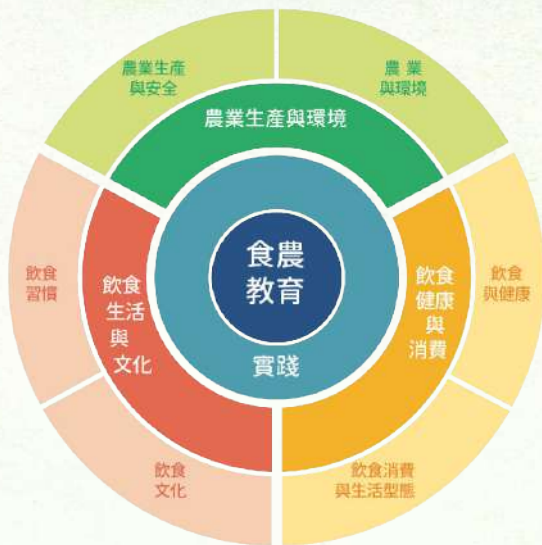 農業生產
與安全
農 業
與環境
農業生產與環境
食農
教育
實踐
飲食
習慣
飲食
生活
與
文化
飲食
健康
與
消費
飲食
與健康
飲食
文化
飲食消費
與生活型態